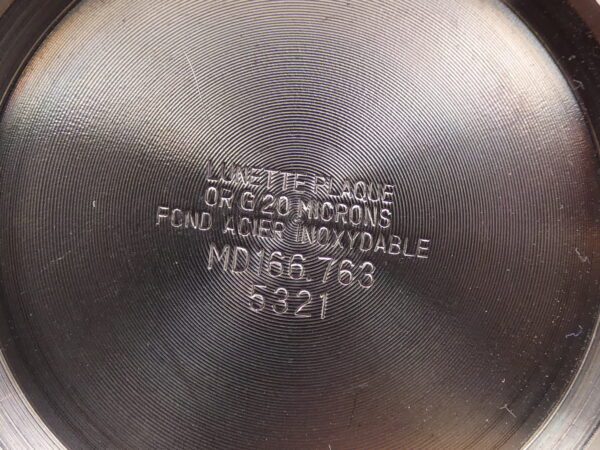 LUNETTE PLAQUE
OR G 20 MICRONS
FOND ACIER INOXYDABLE
MD166 763
5321